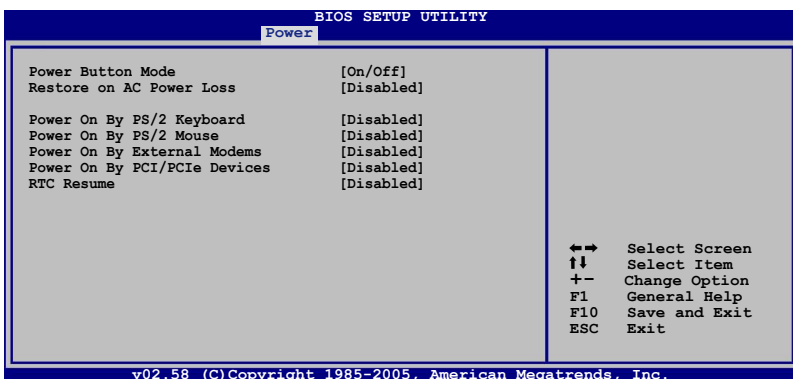 BIOS SETUP UTILITY
Power
Power Button Mode [On/Off]
Restore on AC Power Loss [Disabled]
Power On By PS/2 Keyboard [Disabled]
Power On By PS/2 Mouse [Disabled]
Power On By External Modems [Disabled]
Power On By PCI/PCIe Devices [Disabled]
RTC Resume [Disabled]
←→ Select Screen
↑↓ Select Item
+- Change Option
F1 General Help
F10 Save and Exit
ESC Exit
v02.58 (C)Copyright 1985-2005, American Megatrends, Inc.